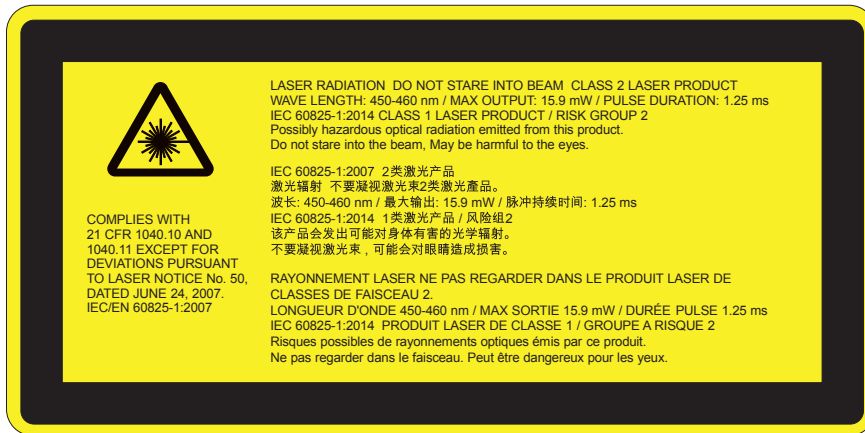 COMPLIES WITH
21 CFR 1040.10 AND
1040.11 EXCEPT FOR
DEVIATIONS PURSUANT
TO LASER NOTICE No. 50,
DATED JUNE 24, 2007.
IEC/EN 60825-1:2007
LASER RADIATION DO NOT STARE INTO BEAM CLASS 2 LASER PRODUCT
WAVE LENGTH: 450-460 nm / MAX OUTPUT: 15.9 mW / PULSE DURATION: 1.25 ms
IEC 60825-1:2014 CLASS 1 LASER PRODUCT / RISK GROUP 2
Possibly hazardous optical radiation emitted from this product.
Do not stare into the beam, May be harmful to the eyes.
IEC 60825-1:2007 2类激光产品
激光辐射 不要凝视激光束2类激光產品。
波长: 450-460 nm / 最大输出: 15.9 mW / 脉冲持续时间: 1.25 ms
IEC 60825-1:2014 1类激光产品 / 风险组2
该产品会发出可能对身体有害的光学辐射。
不要凝视激光束，可能会对眼睛造成损害。
RAYONNEMENT LASER NE PAS REGARDER DANS LE PRODUIT LASER DE
CLASSES DE FAISCEAU 2.
LONGUEUR D'ONDE 450-460 nm / MAX SORTIE 15.9 mW / DURÉE PULSE 1.25 ms
IEC 60825-1:2014 PRODUIT LASER DE CLASSE 1 / GROUPE A RISQUE 2
Risques possibles de rayonnements optiques émis par ce produit.
Ne pas regarder dans le faisceau. Peut être dangereux pour les yeux.